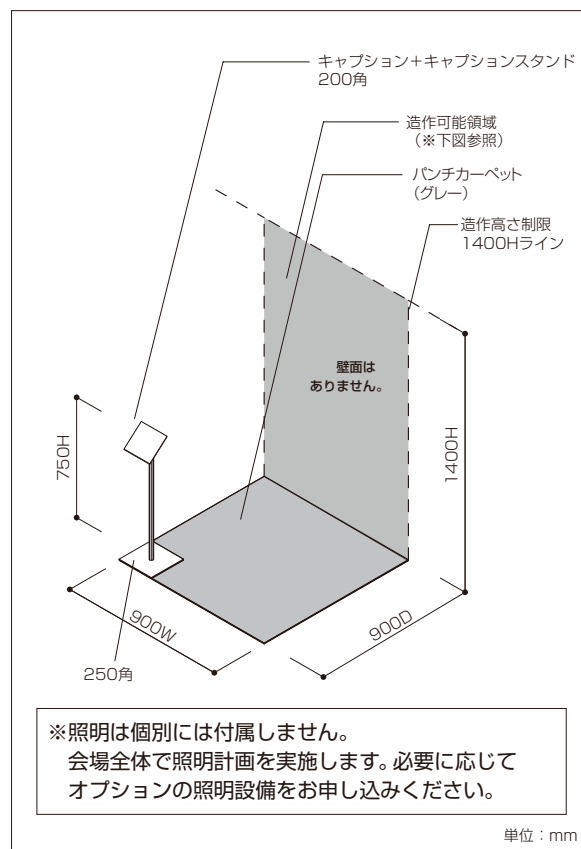 キャプション＋キャプションスタンド
200角
造作可能領域
（※下図参照）
パンチカーペット
（グレー）
造作高さ制限
1400Hライン
壁面は
ありません。
750H
1400H
900W
900D
250角
※照明は個別には付属しません。
会場全体で照明計画を実施します。必要に応じて
オプションの照明設備をお申し込みください。
単位：mm